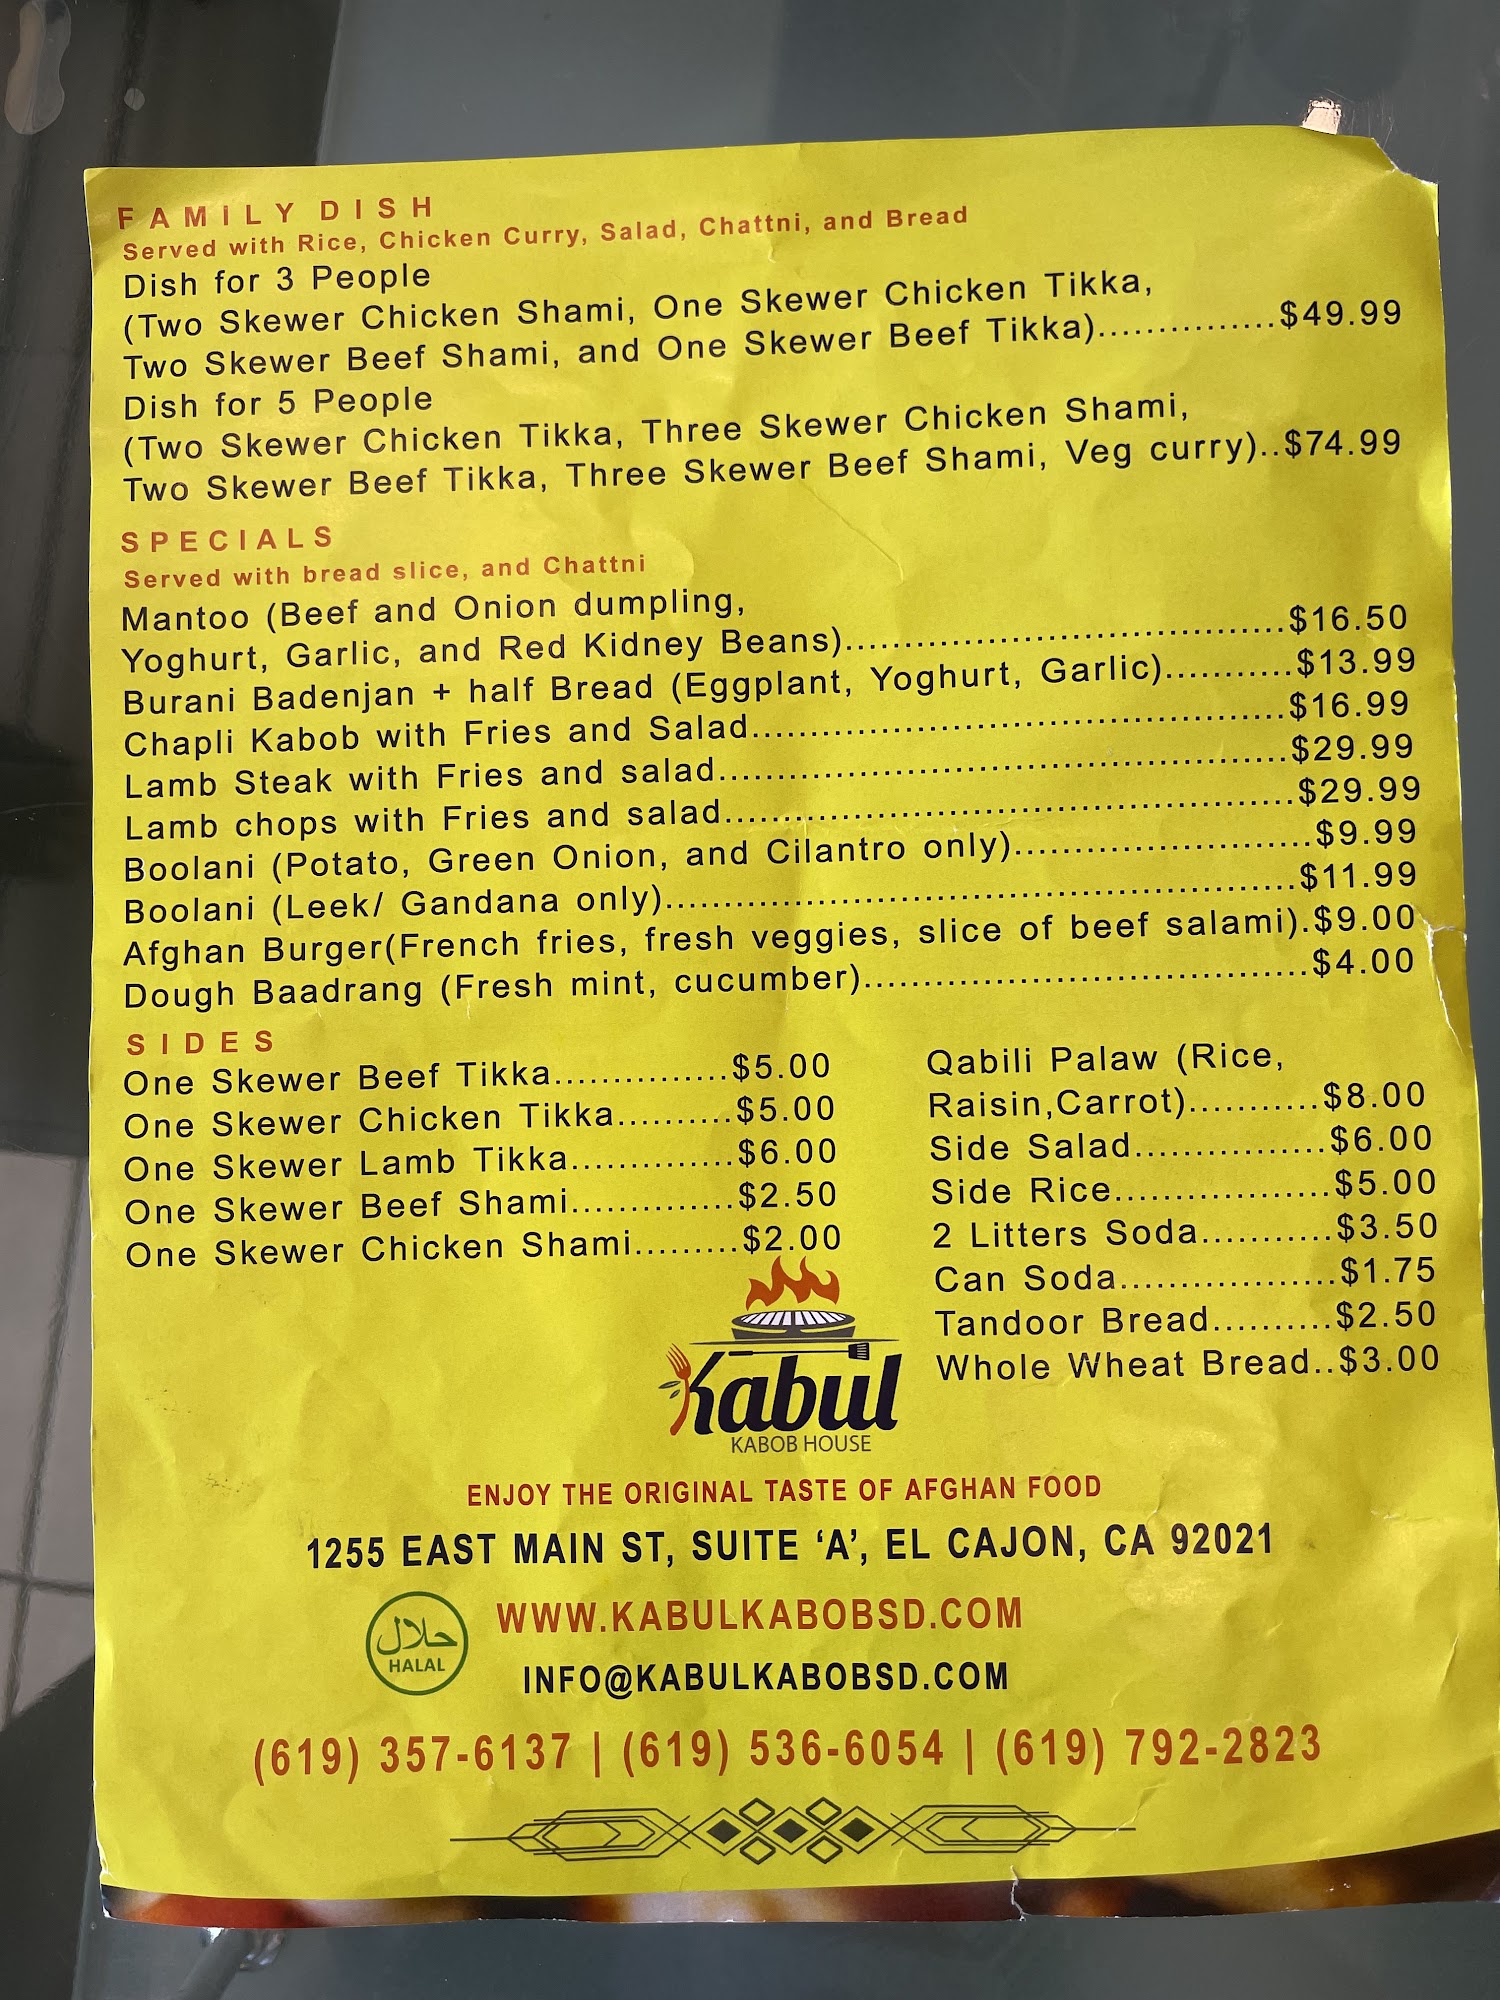 FAMILY DISH
Served with Rice, Chicken Curry, Salad, Chattni, and Bread
Dish for 3 People
(Two Skewer Chicken Shami, One Skewer Chicken Tikka,
Two Skewer Beef Shami, and One Skewer Beef Tikka)...............$49.99
Dish for 5 People
(Two Skewer Chicken Tikka, Three Skewer Chicken Shami,
Two Skewer Beef Tikka, Three Skewer Beef Shami, Veg curry)..$74.99
SPECIALS
Served with bread slice, and Chattni
Mantoo (Beef and Onion dumpling,
Yoghurt, Garlic, and Red Kidney Beans).....................................$16.50
Burani Badenjan + half Bread (Eggplant, Yoghurt, Garlic)...........$13.99
Chapli Kabob with Fries and Salad.............................................$16.99
Lamb Steak with Fries and salad................................................$29.99
Lamb chops with Fries and salad................................................$29.99
Boolani (Potato, Green Onion, and Cilantro only).........................$9.99
Boolani (Leek/ Gandana only).....................................................$11.99
Afghan Burger(French fries, fresh veggies, slice of beef salami).$9.00
Dough Baadrang (Fresh mint, cucumber).....................................$4.00
SIDES
One Skewer Beef Tikka...............$5.00
One Skewer Chicken Tikka..........$5.00
One Skewer Lamb Tikka..............$6.00
One Skewer Beef Shami..............$2.50
One Skewer Chicken Shami.........$2.00
Qabili Palaw (Rice,
Raisin,Carrot)...........$8.00
Side Salad................$6.00
Side Rice..................$5.00
2 Litters Soda...........$3.50
Can Soda..................$1.75
Tandoor Bread..........$2.50
Whole Wheat Bread..$3.00
Kabul
KABOB HOUSE
ENJOY THE ORIGINAL TASTE OF AFGHAN FOOD
1255 EAST MAIN ST, SUITE ‘A’, EL CAJON, CA 92021
حلال
HALAL
WWW.KABULKABOBSD.COM
INFO@KABULKABOBSD.COM
(619) 357-6137 | (619) 536-6054 | (619) 792-2823